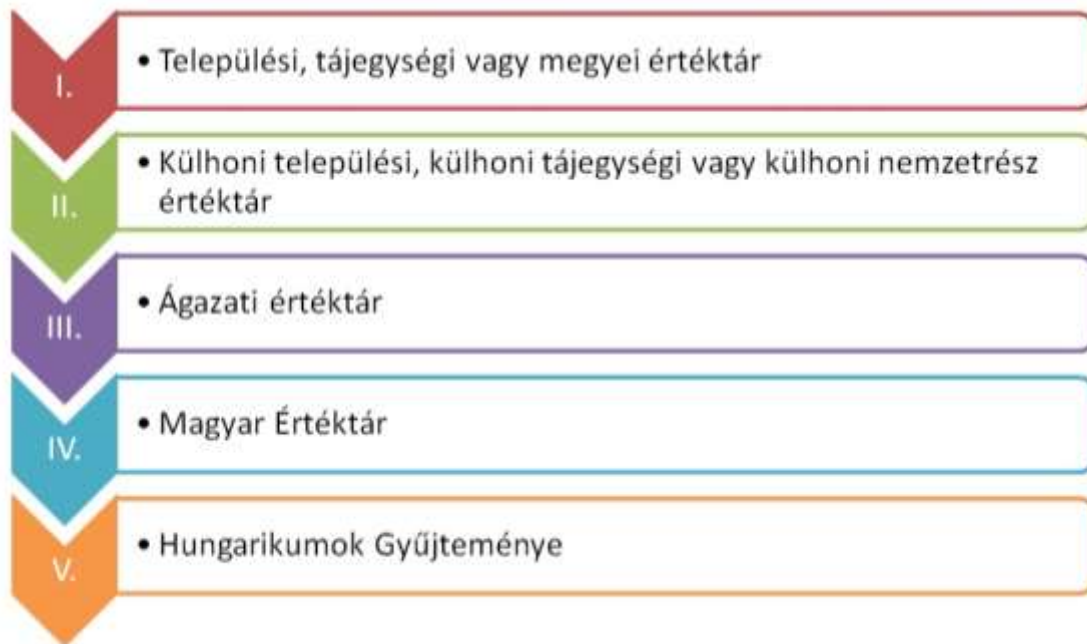 I.
• Települési, tájegységi vagy megyei értéktár
II.
• Külhoni települési, külhoni tájegységi vagy külhoni nemzetrész
értéktár
III.
• Ágazati értéktár
IV.
• Magyar Értéktár
V.
• Hungarikumok Gyűjteménye